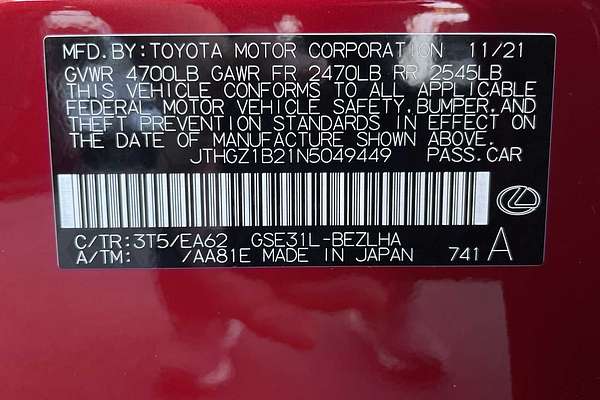 MFD. BY: TOYOTA MOTOR CORPORATION 11/21
GVWR 4700LB GAWR FR 2470LB RR 2545LB
THIS VEHICLE CONFORMS TO ALL APPLICABLE
FEDERAL MOTOR VEHICLE SAFETY, BUMPER, AND
THEFT PREVENTION STANDARDS IN EFFECT ON
THE DATE OF MANUFACTURE SHOWN ABOVE.
JTHGZ1B21N5049449 PASS. CAR
C/TR: 3T5/EA62 GSE31L-BEZLHA
A/TM: /AA81E MADE IN JAPAN 741 A